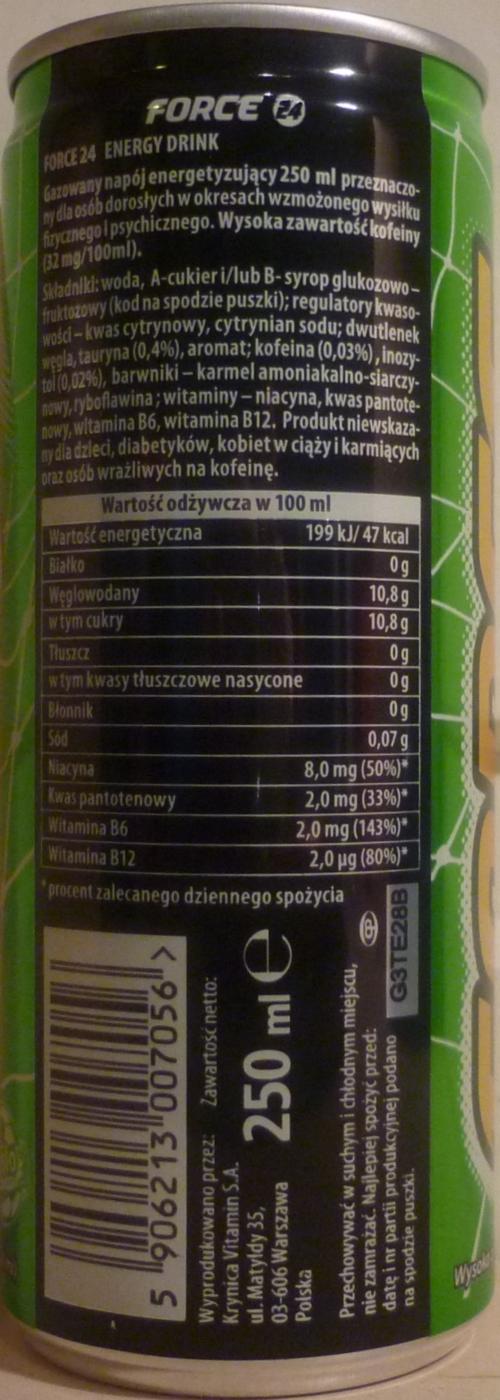 FORCE 24
FORCE 24 ENERGY DRINK
Gazowany napój energetyzujący 250 ml przeznaczo-
ny dla osób dorosłych w okresach wzmożonego wysiłku
fizycznego i psychicznego. Wysoka zawartość kofeiny
(32 mg/100ml).
Składniki: woda, A-cukier i/lub B- syrop glukozowo –
fruktozowy (kod na spodzie puszki); regulatory kwaso-
wości – kwas cytrynowy, cytrynian sodu; dwutlenek
węgla, tauryna (0,4%), aromat; kofeina (0,03%), inozy-
tol (0,02%), barwniki – karmel amoniakalno-siarczy-
nowy, ryboflawina ; witaminy – niacyna, kwas pantote-
nowy, witamina B6, witamina B12. Produkt niewskaza-
ny dla dzieci, diabetyków, kobiet w ciąży i karmiących
oraz osób wrażliwych na kofeinę.
Wartość odżywcza w 100 ml
Wartość energetyczna 199 kJ/ 47 kcal
Białko 0 g
Węglowodany 10,8 g
w tym cukry 10,8 g
Tłuszcz 0 g
w tym kwasy tłuszczowe nasycone 0 g
Błonnik 0 g
Sód 0,07 g
Niacyna 8,0 mg (50%)*
Kwas pantotenowy 2,0 mg (33%)*
Witamina B6 2,0 mg (143%)*
Witamina B12 2,0 µg (80%)*
*procent zalecanego dziennego spożycia
5 906213 007056 >
Wyprodukowano przez:
Krynica Vitamin S.A.
ul. Matyldy 35,
03-606 Warszawa
Polska
Zawartość netto:
250 ml e
Przechowywać w suchym i chłodnym miejscu,
nie zamrażać. Najlepiej spożyć przed:
datę i nr partii produkcyjnej podano
na spodzie puszki.
G3TE28B